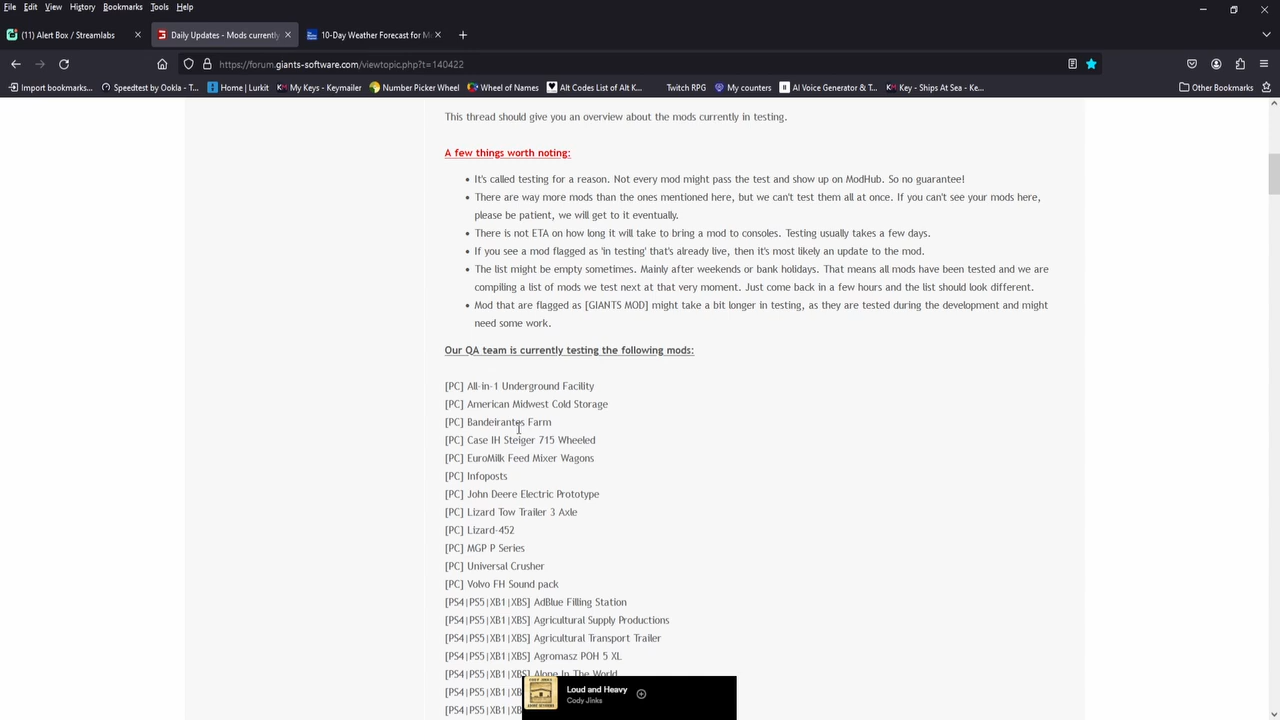 File Edit View History Bookmarks Tools Help
(11) Alert Box / Streamlabs
Daily Updates - Mods currently
10-Day Weather Forecast for M
https://forum.giants-software.com/viewtopic.php?t=140422
Import bookmarks...
Speedtest by Ookla - T...
Home | Lurkit
My Keys - Keymailer
Number Picker Wheel
Wheel of Names
Alt Codes List of Alt K...
Twitch RPG
My counters
AI Voice Generator & T...
Key - Ships At Sea - Ke...
Other Bookmarks
This thread should give you an overview about the mods currently in testing.
A few things worth noting:
• It's called testing for a reason. Not every mod might pass the test and show up on ModHub. So no guarantee!
• There are way more mods than the ones mentioned here, but we can't test them all at once. If you can't see your mods here,
please be patient, we will get to it eventually.
• There is not ETA on how long it will take to bring a mod to consoles. Testing usually takes a few days.
• If you see a mod flagged as 'in testing' that's already live, then it's most likely an update to the mod.
• The list might be empty sometimes. Mainly after weekends or bank holidays. That means all mods have been tested and we are
compiling a list of mods we test next at that very moment. Just come back in a few hours and the list should look different.
• Mod that are flagged as [GIANTS MOD] might take a bit longer in testing, as they are tested during the development and might
need some work.
Our QA team is currently testing the following mods:
[PC] All-in-1 Underground Facility
[PC] American Midwest Cold Storage
[PC] Bandeirantes Farm
[PC] Case IH Steiger 715 Wheeled
[PC] EuroMilk Feed Mixer Wagons
[PC] Infoposts
[PC] John Deere Electric Prototype
[PC] Lizard Tow Trailer 3 Axle
[PC] Lizard-452
[PC] MGP P Series
[PC] Universal Crusher
[PC] Volvo FH Sound pack
[PS4|PS5|XB1|XBS] AdBlue Filling Station
[PS4|PS5|XB1|XBS] Agricultural Supply Productions
[PS4|PS5|XB1|XBS] Agricultural Transport Trailer
[PS4|PS5|XB1|XBS] Agromasz POH 5 XL
[PS4|PS5|XB1|XBS] Alone In The World
[PS4|PS5|XB1|XBS
[PS4|PS5|XB1|XBS
Loud and Heavy
Cody Jinks